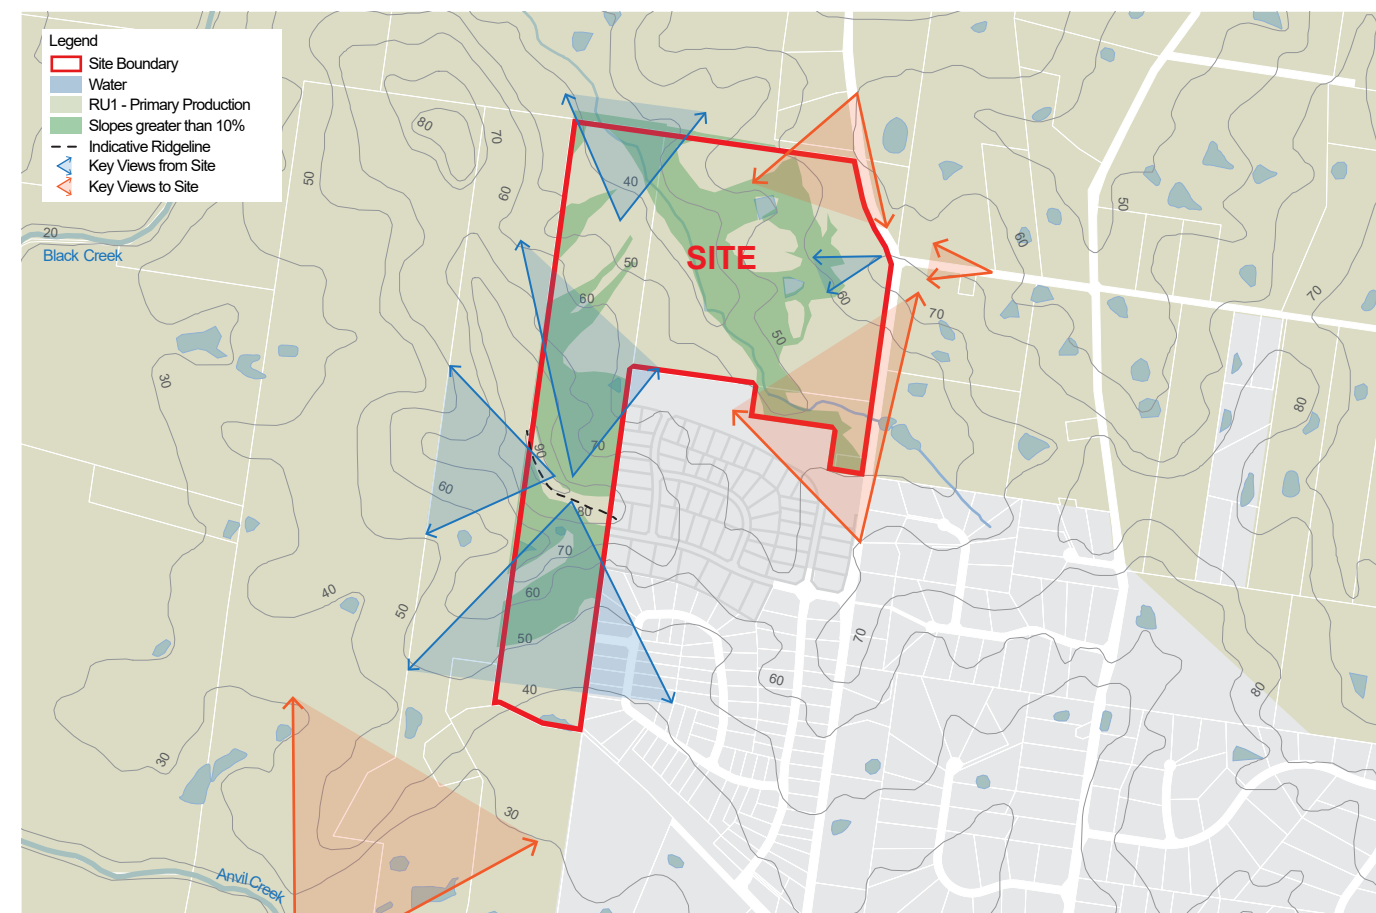 Legend
Site Boundary
Water
RU1 - Primary Production
Slopes greater than 10%
Indicative Ridgeline
Key Views from Site
Key Views to Site
80
70
50
60
40
50
20
Black Creek
SITE
60
50
60
60
50
70
70
30
80
90
70
60
80
70
60
40
50
50
70
60
40
80
30
30
Anvil Creek